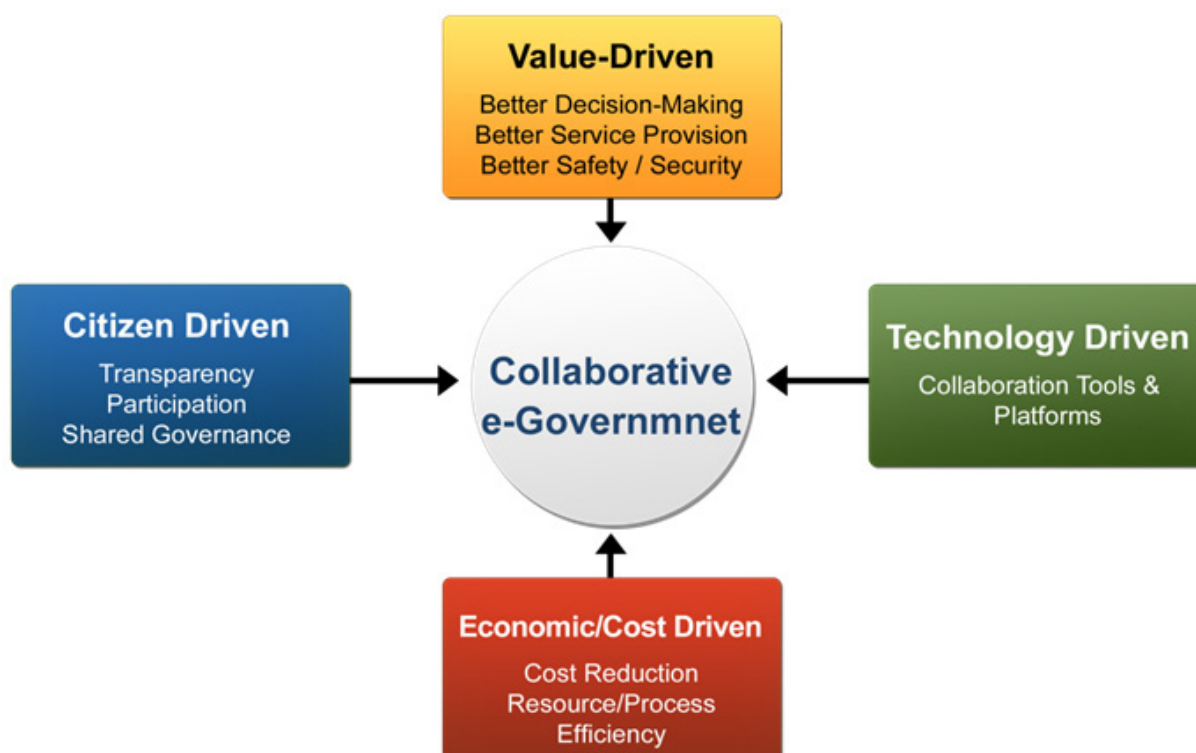 Value-Driven
Better Decision-Making
Better Service Provision
Better Safety / Security
Citizen Driven
Transparency
Participation
Shared Governance
Collaborative
e-Governmnet
Technology Driven
Collaboration Tools &
Platforms
Economic/Cost Driven
Cost Reduction
Resource/Process
Efficiency